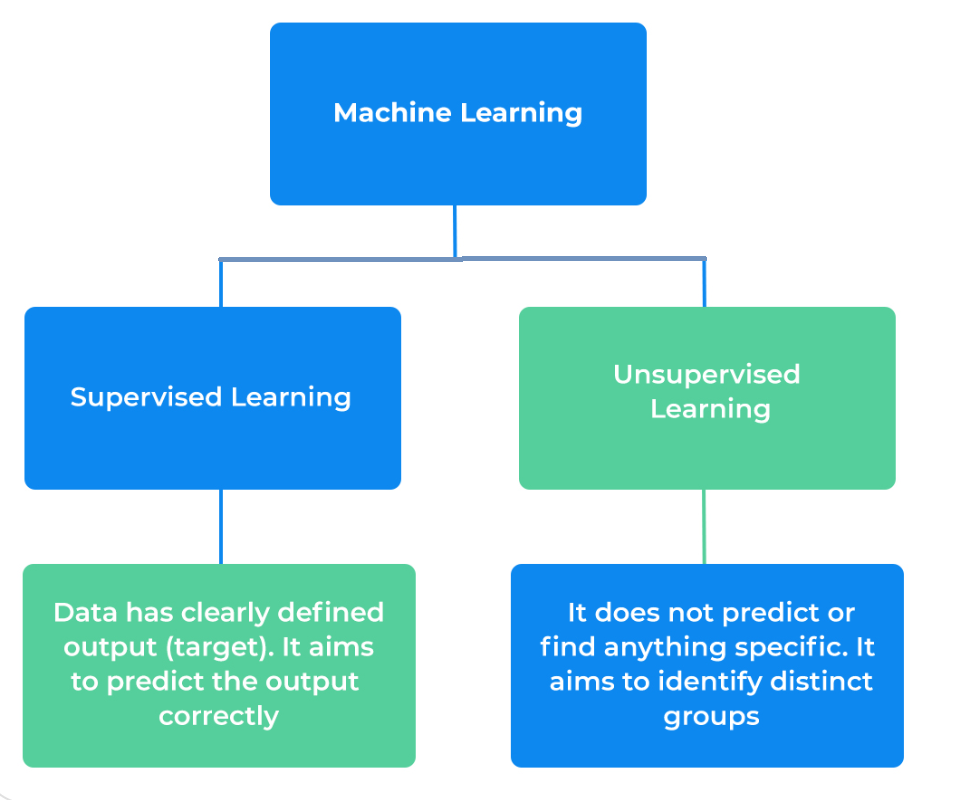 Machine Learning
Supervised Learning
Unsupervised
Learning
Data has clearly defined
output (target). It aims
to predict the output
correctly
It does not predict or
find anything specific. It
aims to identify distinct
groups